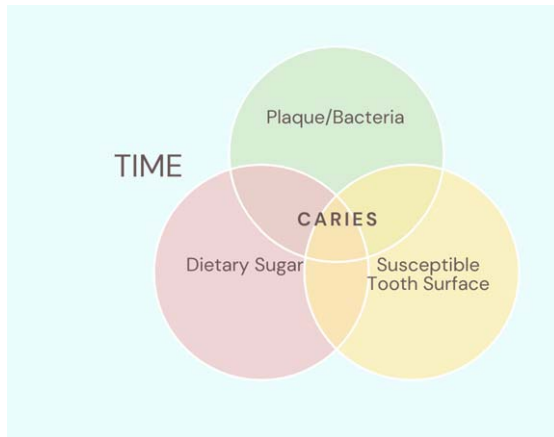 Plaque/Bacteria
TIME
CARIES
Dietary Sugar
Susceptible
Tooth Surface